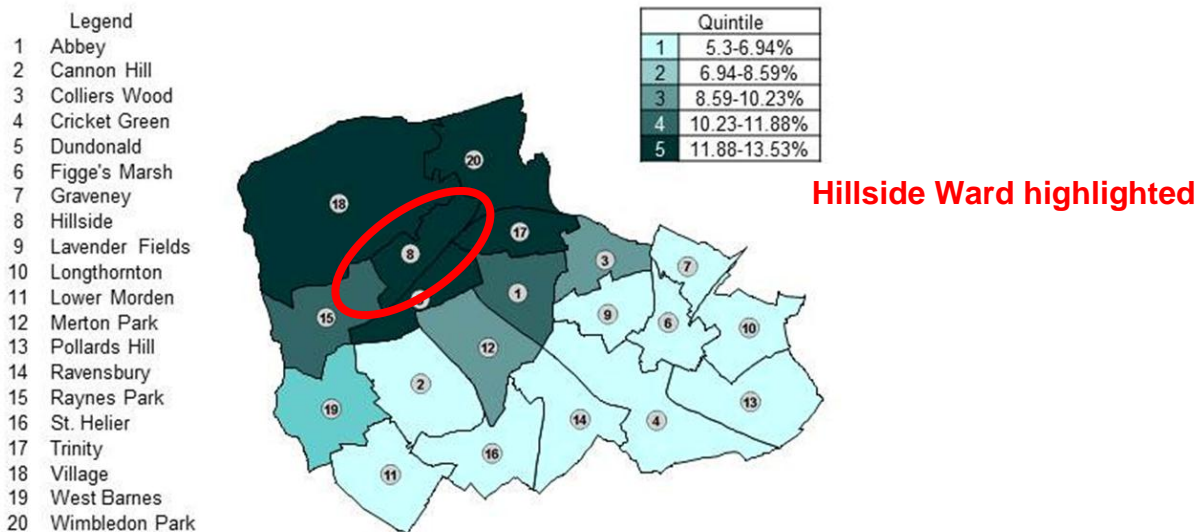 Legend
1 Abbey
2 Cannon Hill
3 Colliers Wood
4 Cricket Green
5 Dundonald
6 Figge's Marsh
7 Graveney
8 Hillside
9 Lavender Fields
10 Longthornton
11 Lower Morden
12 Merton Park
13 Pollards Hill
14 Ravensbury
15 Raynes Park
16 St. Helier
17 Trinity
18 Village
19 West Barnes
20 Wimbledon Park
Quintile
1 5.3-6.94%
2 6.94-8.59%
3 8.59-10.23%
4 10.23-11.88%
5 11.88-13.53%
Hillside Ward highlighted
20
18
17
8
3
7
1
15
9
6
10
12
2
13
19
14
4
16
11